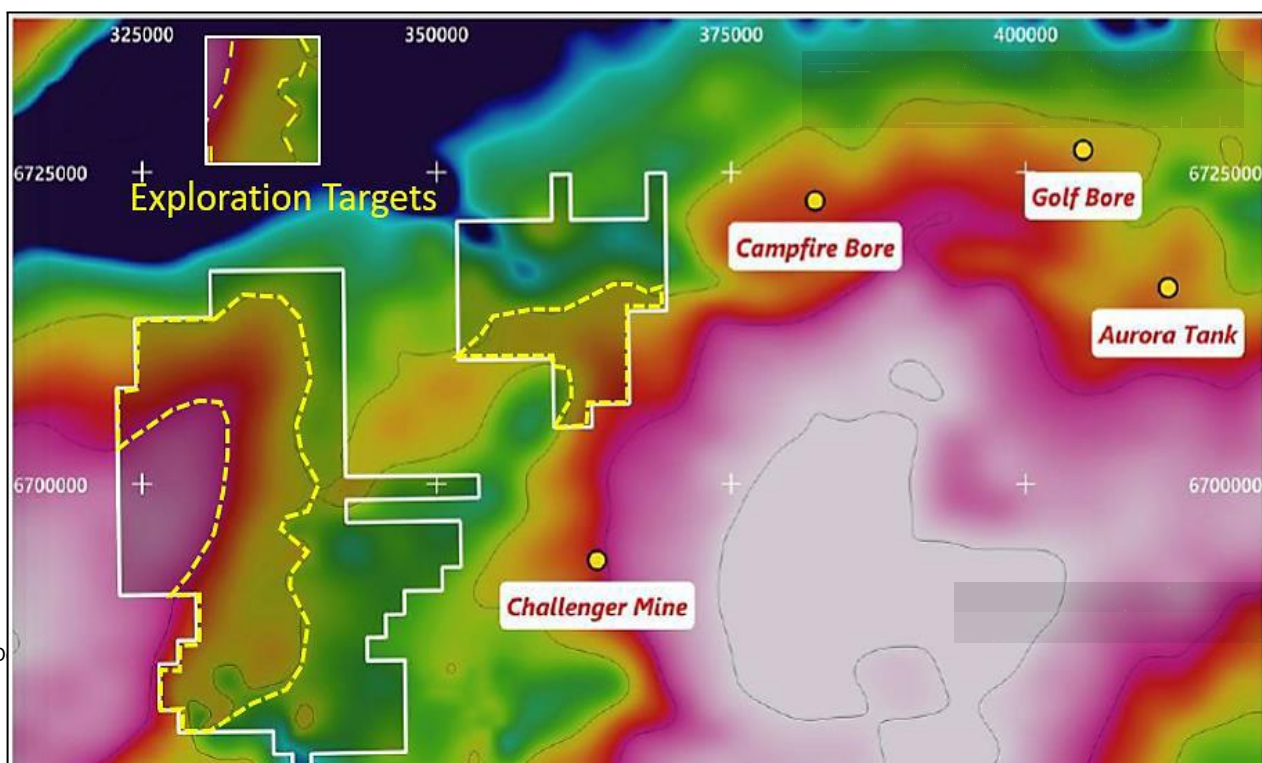 325000 350000 375000 400000
6725000 6725000
Exploration Targets
Golf Bore
Campfire Bore
Aurora Tank
6700000 6700000
Challenger Mine